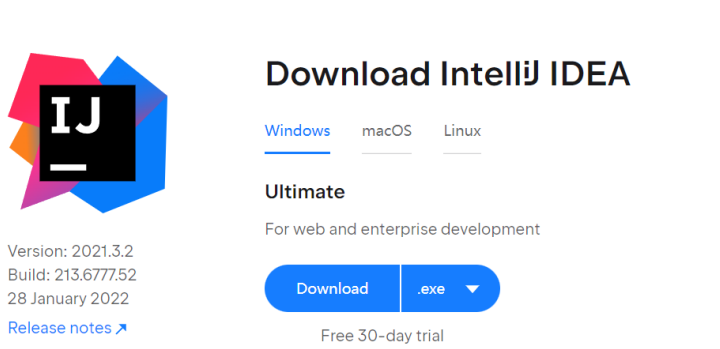 IJ
Version: 2021.3.2
Build: 213.6777.52
28 January 2022
Release notes ↗
Download IntelliJ IDEA
Windows macOS Linux
Ultimate
For web and enterprise development
Download .exe
Free 30-day trial